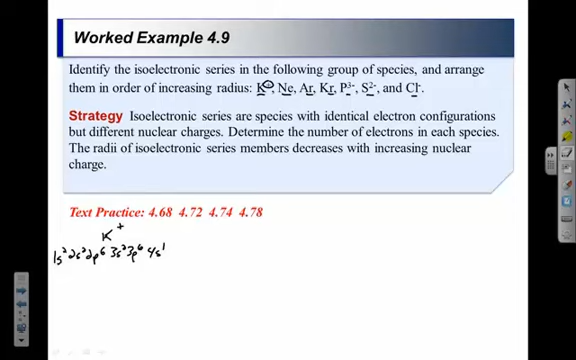 Worked Example 4.9
Identify the isoelectronic series in the following group of species, and arrange
them in order of increasing radius: K⁺, Ne, Ar, Kr, P³⁻, S²⁻, and Cl⁻.
Strategy Isoelectronic series are species with identical electron configurations
but different nuclear charges. Determine the number of electrons in each species.
The radii of isoelectronic series members decreases with increasing nuclear
charge.
Text Practice: 4.68 4.72 4.74 4.78
K⁺
1s² 2s² 2p⁶ 3s² 3p⁶ 4s¹